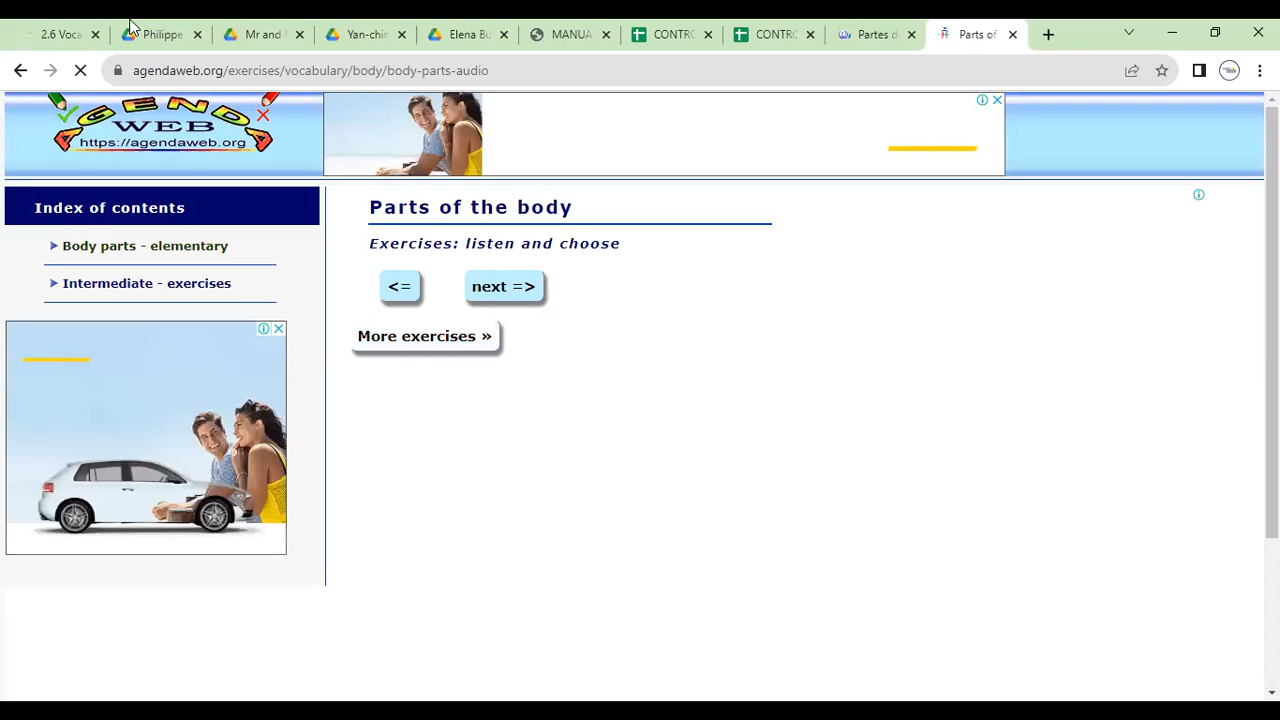 2.6 Voca
Philippe
Mr and
Yan-chin
Elena Bu
MANUA
CONTRC
CONTRC
Partes d
Parts of
agendaweb.org/exercises/vocabulary/body/body-parts-audio
AGENDA
WEB
https://agendaweb.org
Index of contents
Body parts - elementary
Intermediate - exercises
Parts of the body
Exercises: listen and choose
<= next =>
More exercises »